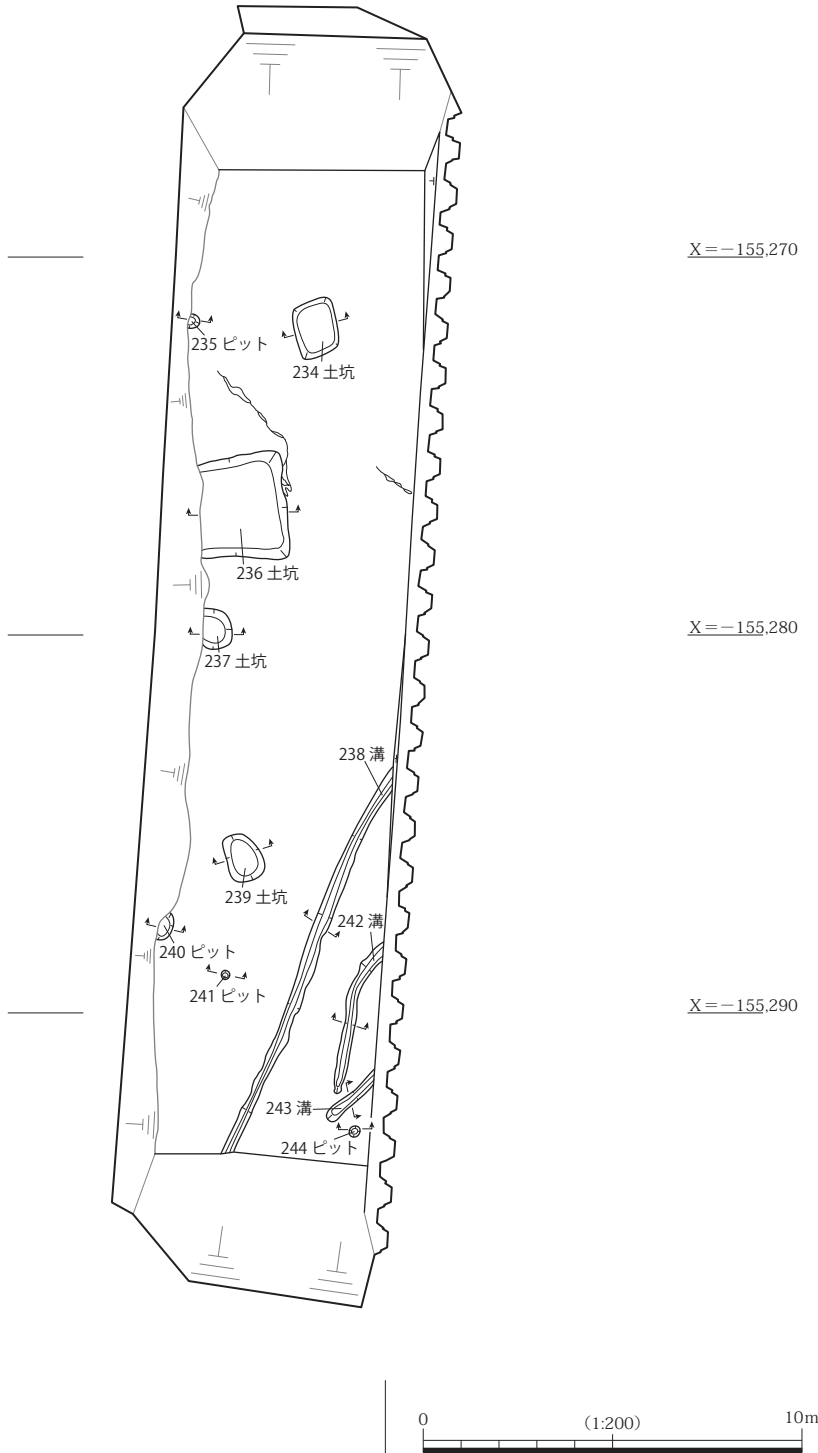 X＝－155,270
235 ピット
234 土坑
236 土坑
X＝－155,280
237 土坑
238 溝
239 土坑
242 溝
240 ピット
241 ピット
X＝－155,290
243 溝
244 ピット
0 (1:200) 10m